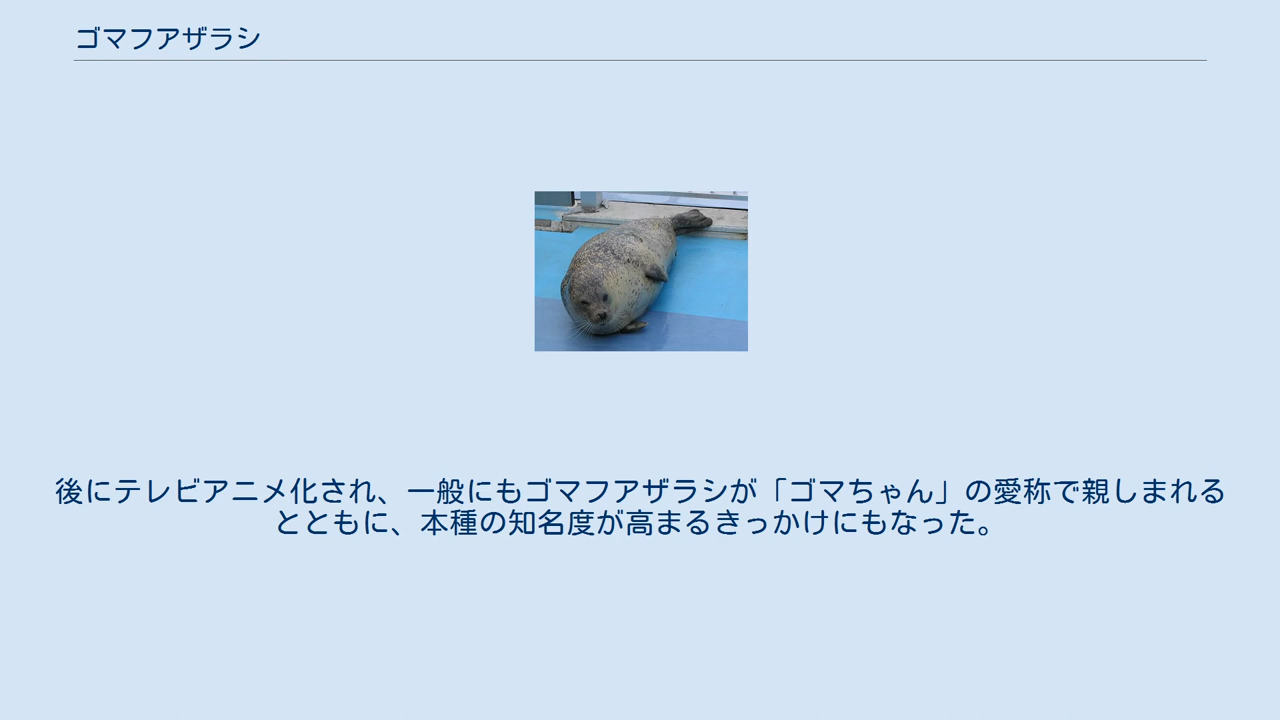 ゴマフアザラシ
後にテレビアニメ化され、一般にもゴマフアザラシが「ゴマちゃん」の愛称で親しまれる
とともに、本種の知名度が高まるきっかけにもなった。